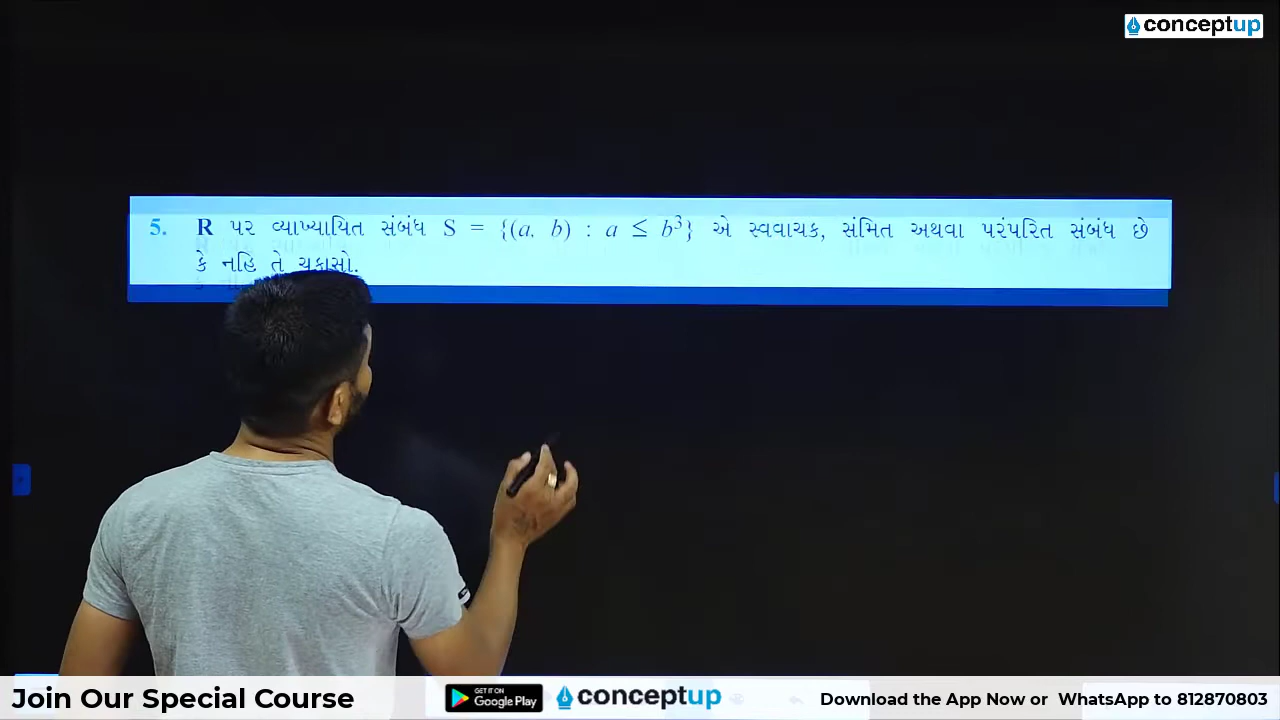 conceptup
5. R પર વ્યાખ્યાયિત સંબંધ S = {(a, b) : a ≤ b³} એ સ્વવાચક, સંમિત અથવા પરંપરિત સંબંધ છે
કે નહિ તે ચકાસો.
Join Our Special Course GET IT ON Google Play conceptup Download the App Now or WhatsApp to 812870803